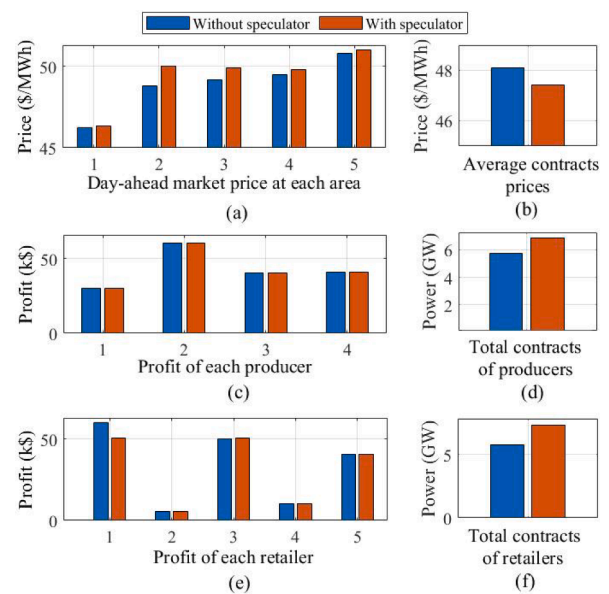 Without speculator With speculator
Price ($/MWh)
50
45
1 2 3 4 5
Day-ahead market price at each area
(a)
Price ($/MWh)
48
46
Average contracts
prices
(b)
Profit (k$)
50
0
1 2 3 4
Profit of each producer
(c)
Power (GW)
6
4
2
Total contracts
of producers
(d)
Profit (k$)
50
0
1 2 3 4 5
Profit of each retailer
(e)
Power (GW)
5
0
Total contracts
of retailers
(f)